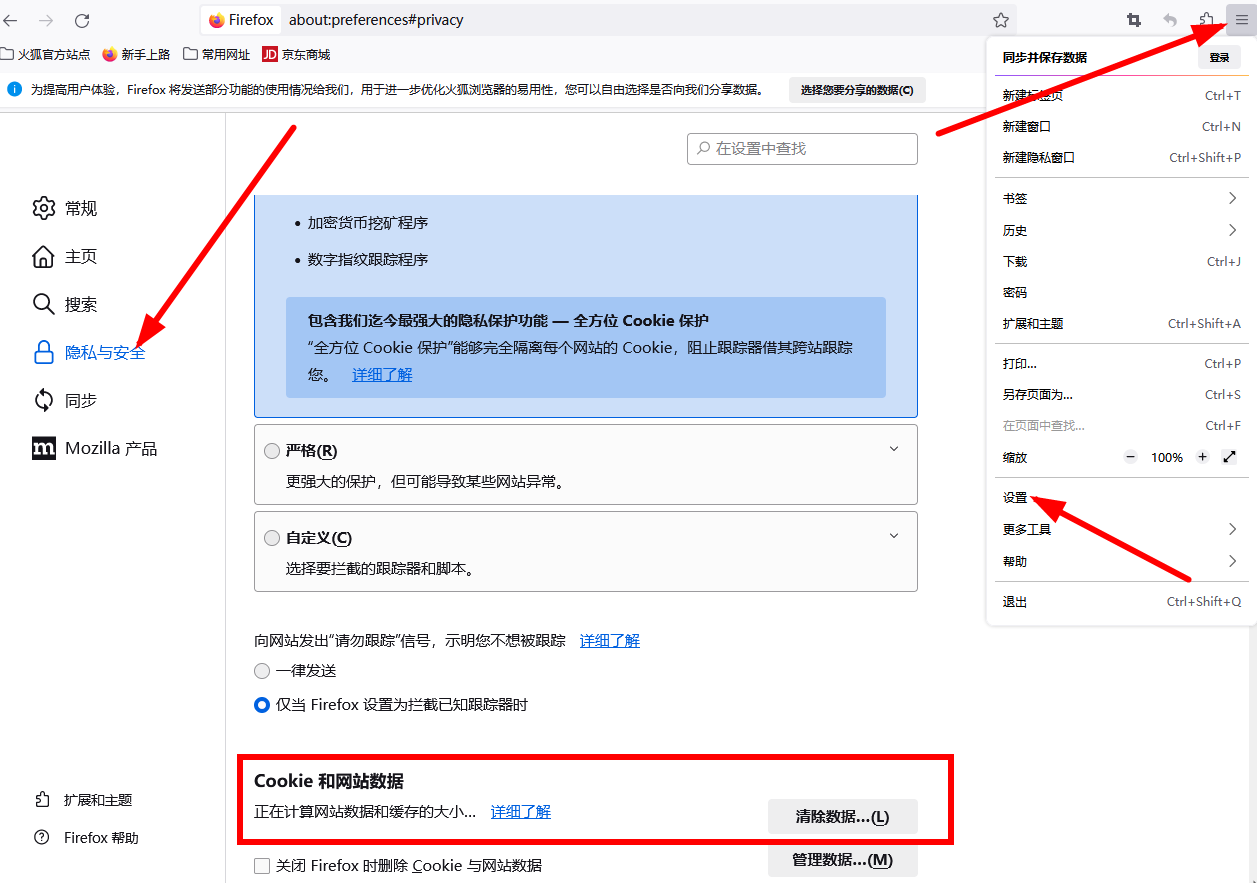 Firefox
about:preferences#privacy
火狐官方站点
新手上路
常用网址
JD 京东商城
为提高用户体验，Firefox 将发送部分功能的使用情况给我们，用于进一步优化火狐浏览器的易用性，您可以自由选择是否向我们分享数据。
选择您要分享的数据(C)
在设置中查找
常规
主页
搜索
隐私与安全
同步
m Mozilla 产品
扩展和主题
Firefox 帮助
• 加密货币挖矿程序
• 数字指纹跟踪程序
包含我们迄今最强大的隐私保护功能 — 全方位 Cookie 保护
“全方位 Cookie 保护”能够完全隔离每个网站的 Cookie，阻止跟踪器借其跨站跟踪
您。 详细了解
严格(R)
更强大的保护，但可能导致某些网站异常。
自定义(C)
选择要拦截的跟踪器和脚本。
向网站发出“请勿跟踪”信号，示明您不想被跟踪 详细了解
一律发送
仅当 Firefox 设置为拦截已知跟踪器时
Cookie 和网站数据
正在计算网站数据和缓存的大小... 详细了解
清除数据...(L)
管理数据...(M)
关闭 Firefox 时删除 Cookie 与网站数据
同步并保存数据 登录
新建标签页 Ctrl+T
新建窗口 Ctrl+N
新建隐私窗口 Ctrl+Shift+P
书签
历史
下载 Ctrl+J
密码
扩展和主题 Ctrl+Shift+A
打印... Ctrl+P
另存页面为... Ctrl+S
在页面中查找... Ctrl+F
缩放 − 100% +
设置
更多工具
帮助
退出 Ctrl+Shift+Q